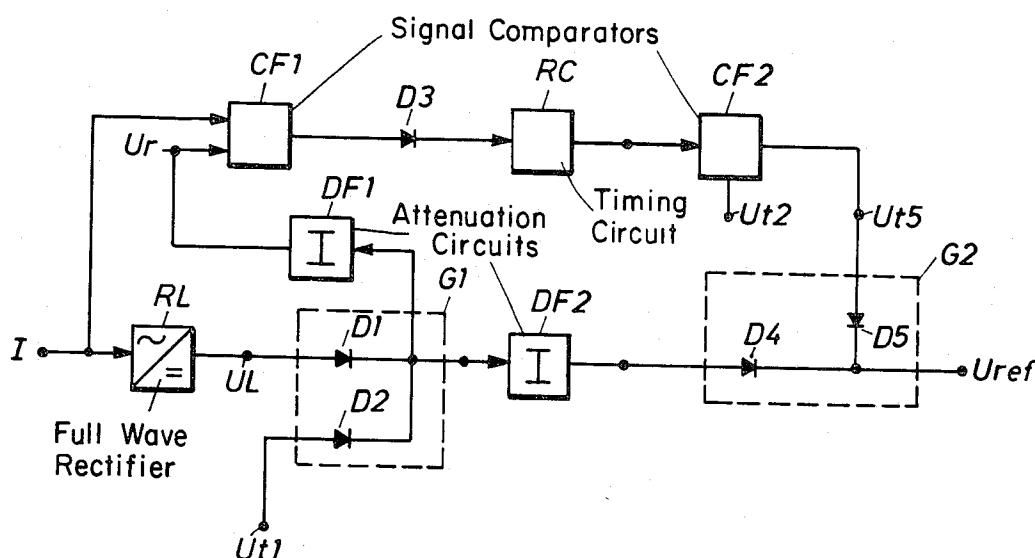 Signal Comparators
CF1
RC
CF2
D3
Ur
DF1
Attenuation
Circuits
Timing
Circuit
Ut2
Ut5
G2
G1
RL
D1
DF2
D4
D5
I
~
=
UL
I
I
Uref
D2
Full Wave
Rectifier
Ut1